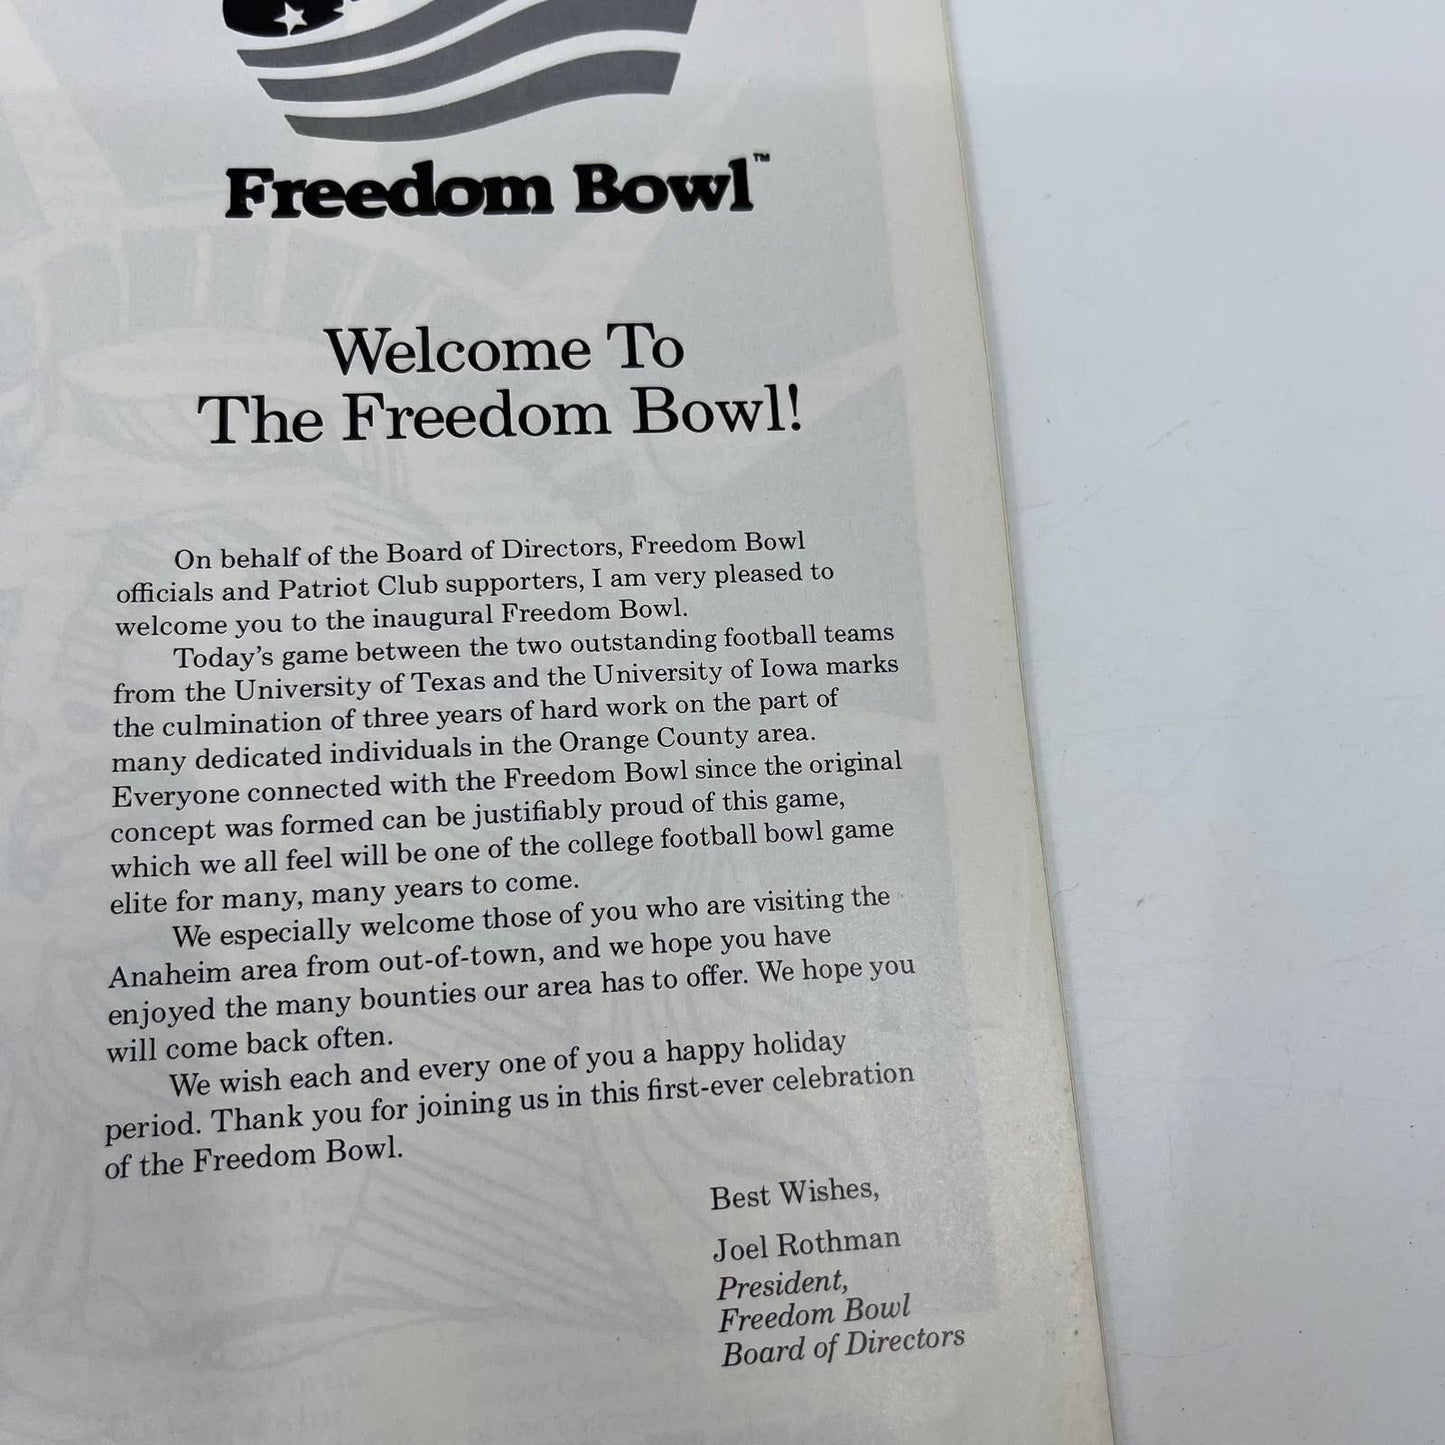 Freedom Bowl™
Welcome To
The Freedom Bowl!
On behalf of the Board of Directors, Freedom Bowl
officials and Patriot Club supporters, I am very pleased to
welcome you to the inaugural Freedom Bowl.
Today's game between the two outstanding football teams
from the University of Texas and the University of Iowa marks
the culmination of three years of hard work on the part of
many dedicated individuals in the Orange County area.
Everyone connected with the Freedom Bowl since the original
concept was formed can be justifiably proud of this game,
which we all feel will be one of the college football bowl game
elite for many, many years to come.
We especially welcome those of you who are visiting the
Anaheim area from out-of-town, and we hope you have
enjoyed the many bounties our area has to offer. We hope you
will come back often.
We wish each and every one of you a happy holiday
period. Thank you for joining us in this first-ever celebration
of the Freedom Bowl.
Best Wishes,
Joel Rothman
President,
Freedom Bowl
Board of Directors